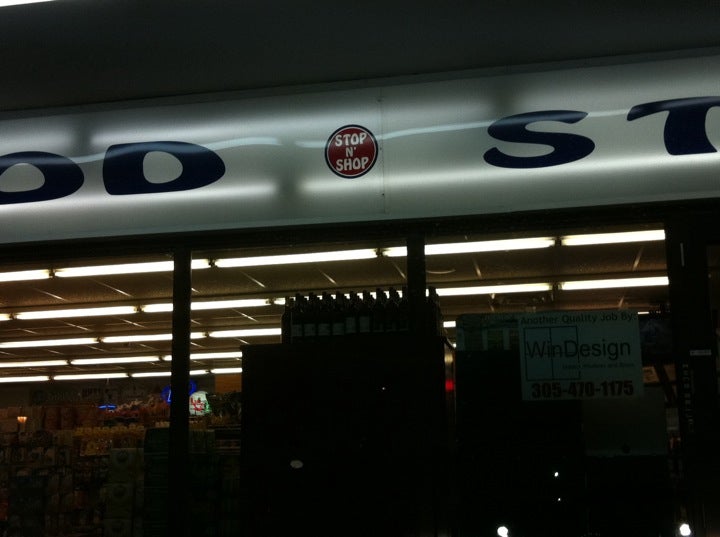 OD
STOP
N'
SHOP
ST
Another Quality Job By:
WinDesign
305-470-1175